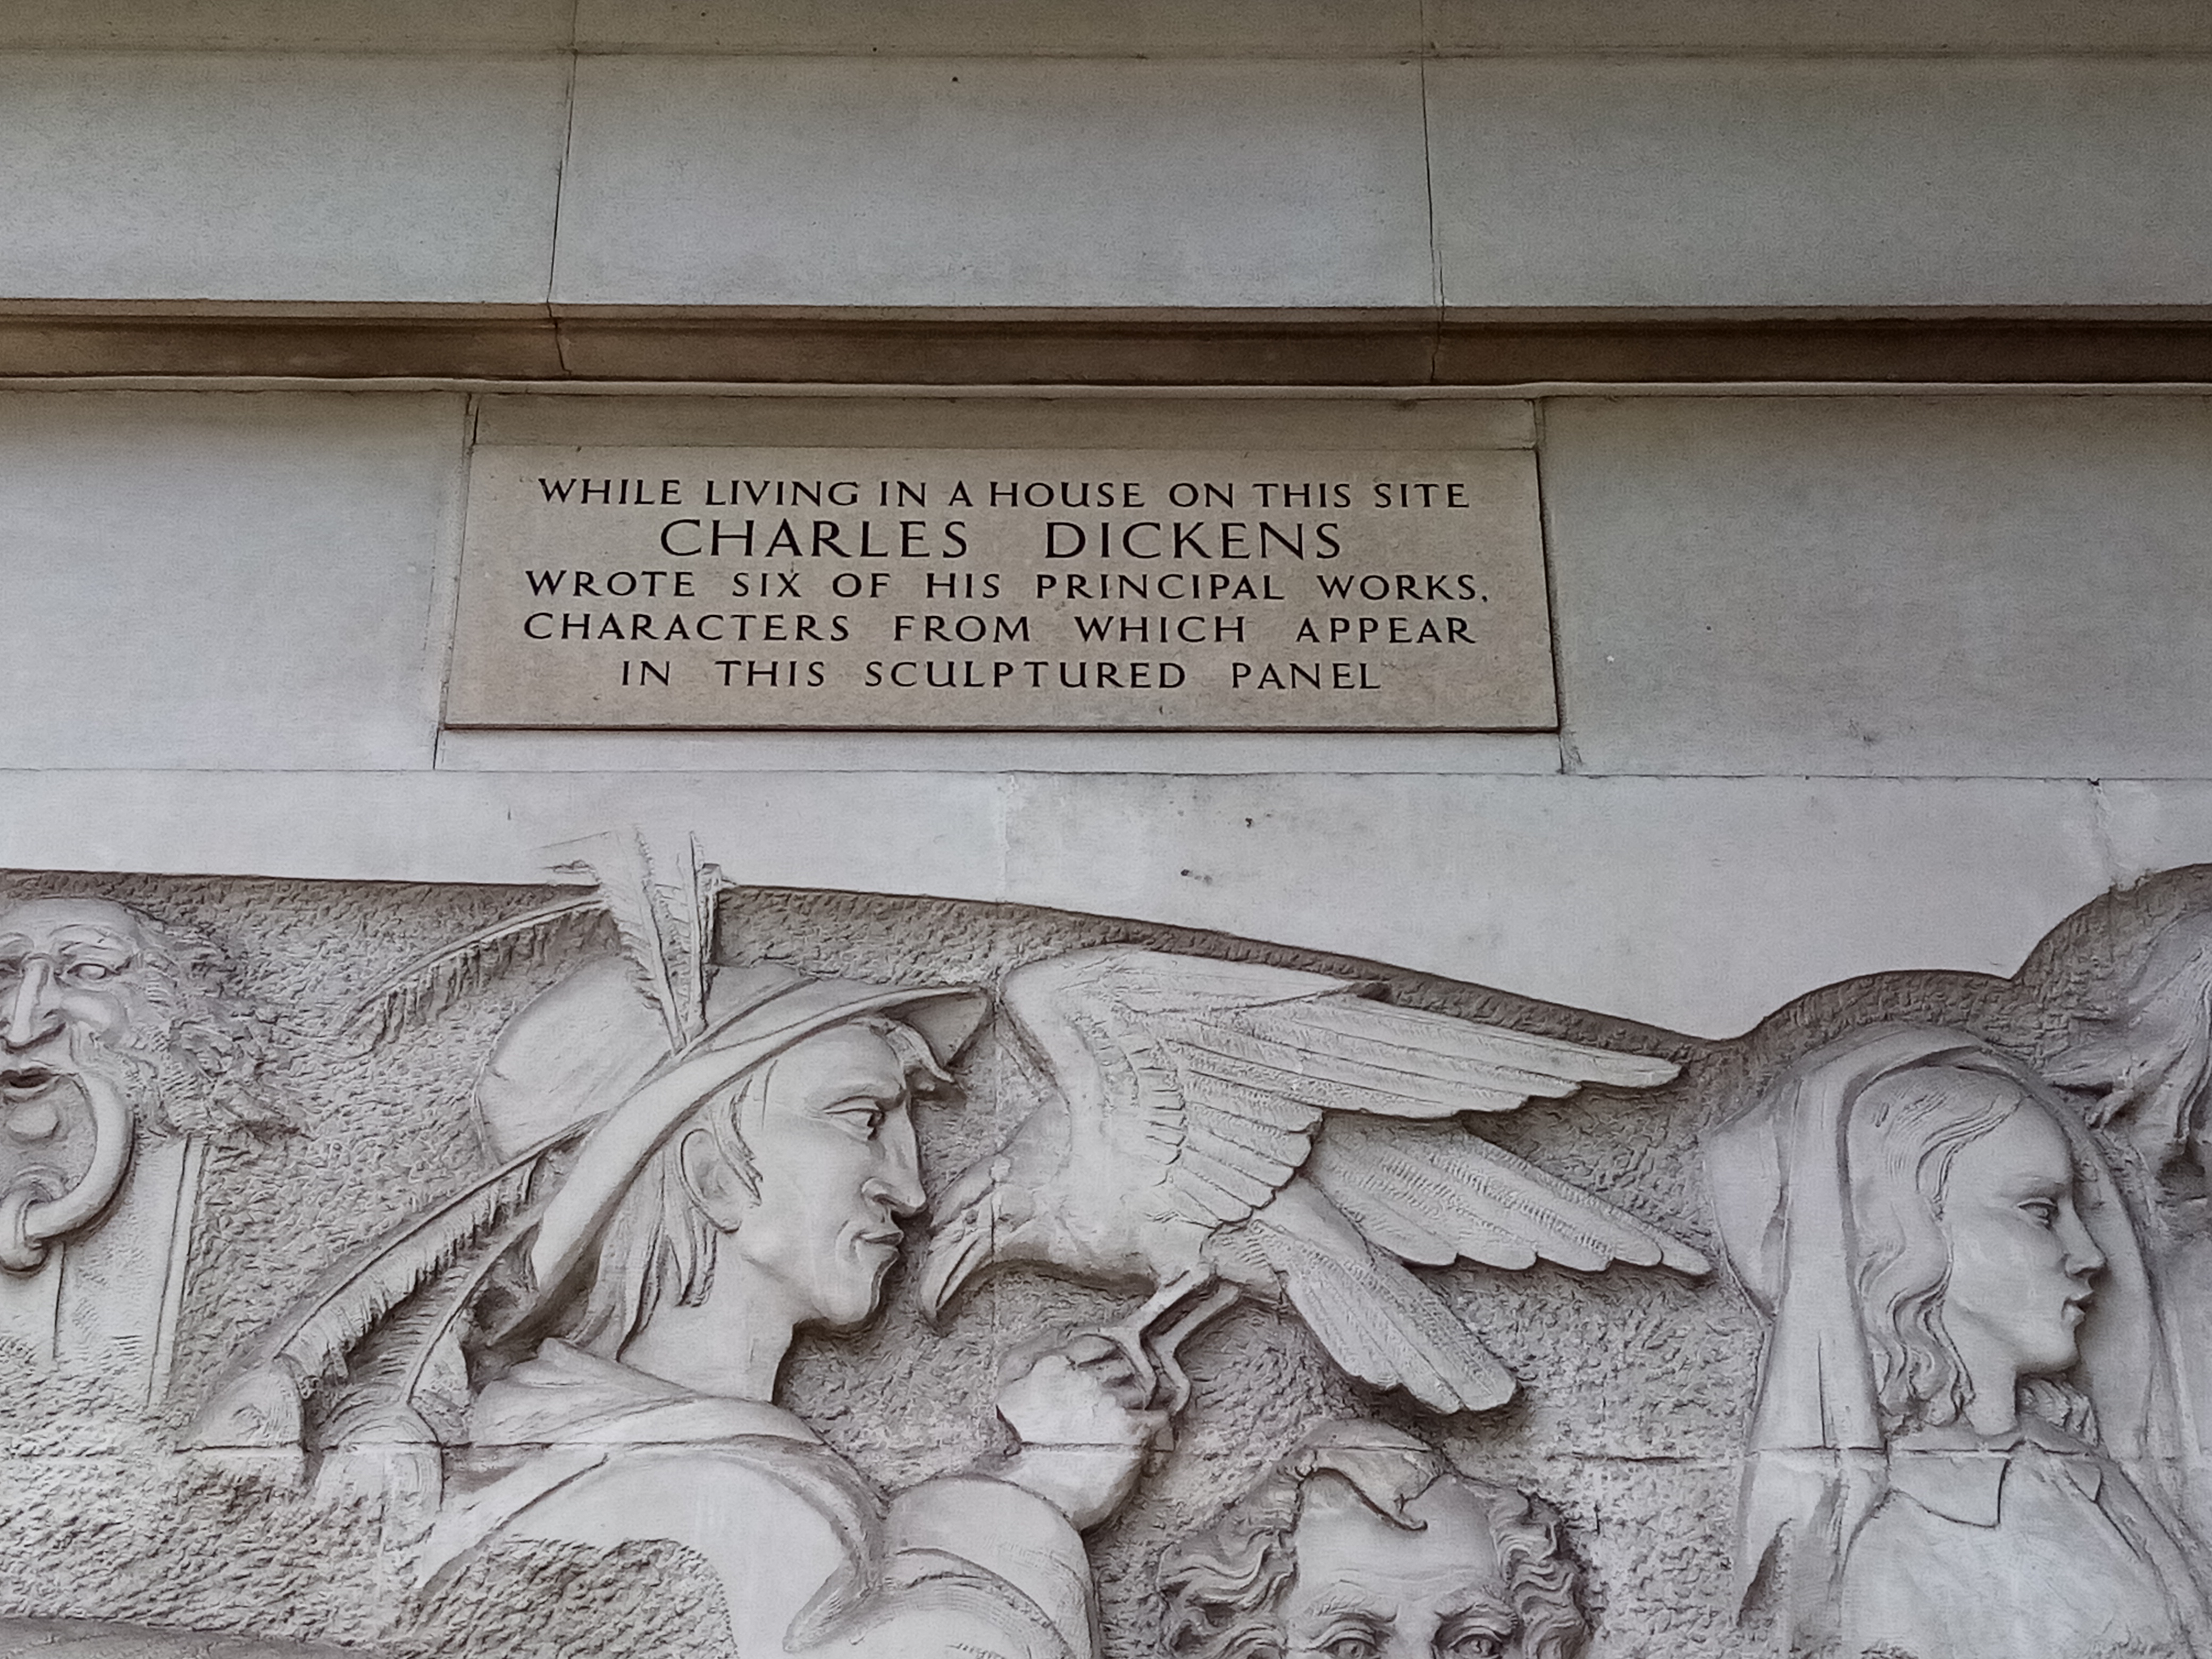 WHILE LIVING IN A HOUSE ON THIS SITE
CHARLES DICKENS
WROTE SIX OF HIS PRINCIPAL WORKS,
CHARACTERS FROM WHICH APPEAR
IN THIS SCULPTURED PANEL